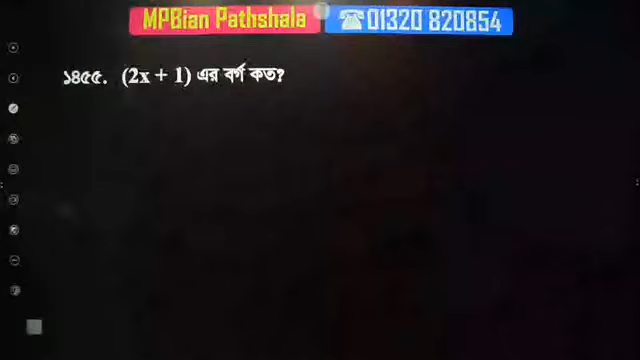 MPBian Pathshala ☎01320 820854
১৪৫৫. (2x + 1) এর বর্গ কত?